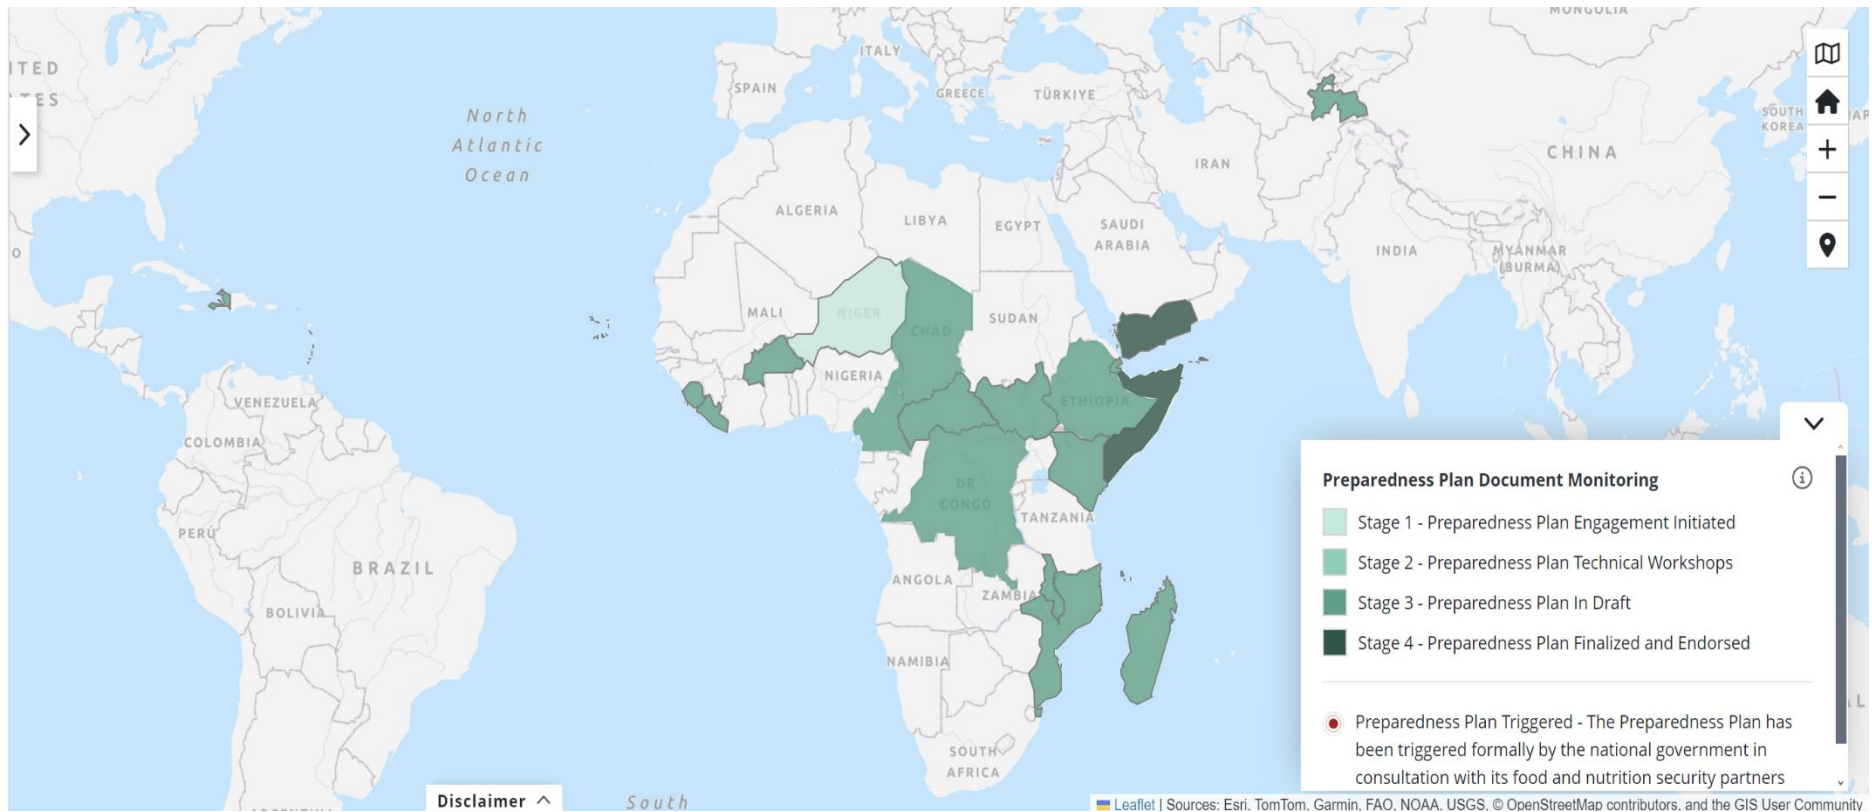 MONGOLIA
ITALY
ITED
TES
SPAIN
GREECE
TÜRKIYE
North
Atlantic
Ocean
SOUTH
KOREA
CHINA
IRAN
ALGERIA
LIBYA
EGYPT
SAUDI
ARABIA
INDIA
MYANMAR
(BURMA)
O
MALI
NIGER
CHAD
SUDAN
NIGERIA
VENEZUELA
ETHIOPIA
COLOMBIA
DR
CONGO
TANZANIA
PERÚ
BRAZIL
ANGOLA
ZAMBIA
BOLIVIA
NAMIBIA
SOUTH
AFRICA
Preparedness Plan Document Monitoring
Stage 1 - Preparedness Plan Engagement Initiated
Stage 2 - Preparedness Plan Technical Workshops
Stage 3 - Preparedness Plan In Draft
Stage 4 - Preparedness Plan Finalized and Endorsed
Preparedness Plan Triggered - The Preparedness Plan has
been triggered formally by the national government in
consultation with its food and nutrition security partners
Disclaimer
South
Leaflet | Sources: Esri, TomTom, Garmin, FAO, NOAA, USGS, © OpenStreetMap contributors, and the GIS User Community